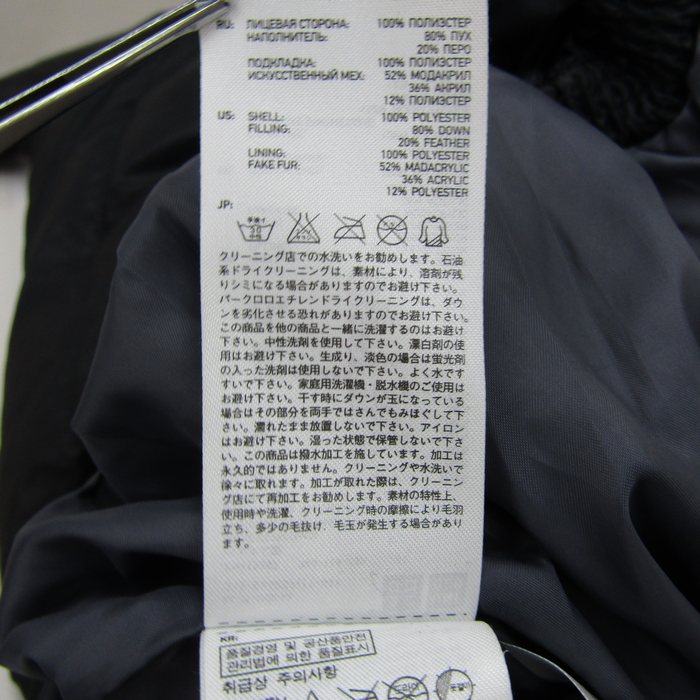 RU: ЛИЦЕВАЯ СТОРОНА: 100% ПОЛИЭСТЕР
НАПОЛНИТЕЛЬ: 80% ПУХ
20% ПЕРО
ПОДКЛАДКА: 100% ПОЛИЭСТЕР
ИСКУССТВЕННЫЙ МЕХ: 52% МОДАКРИЛ
36% АКРИЛ
12% ПОЛИЭСТЕР
US: SHELL: 100% POLYESTER
FILLING: 80% DOWN
20% FEATHER
LINING: 100% POLYESTER
FAKE FUR: 52% MADACRYLIC
36% ACRYLIC
12% POLYESTER
JP:
手洗イ
30
中性
クリーニング店での水洗いをお勧めします。石油
系ドライクリーニングは、素材により、溶剤が残
りシミになる場合がありますのでお避け下さい。
パークロロエチレンドライクリーニングは、ダウ
ンを劣化させる恐れがありますのでお避け下さい。
この商品を他の商品と一緒に洗濯するのはお避け
下さい。中性洗剤を使用して下さい。漂白剤の使
用はお避け下さい。生成り、淡色の場合は蛍光剤
の入った洗剤は使用しないで下さい。よく水です
すいで下さい。家庭用洗濯機・脱水機のご使用は
お避け下さい。干す時にダウンが玉になっている
場合はその部分を両手ではさんでもみほぐして下
さい。濡れたまま放置しないで下さい。アイロン
はお避け下さい。湿った状態で保管しないで下さ
い。この商品は撥水加工を施しています。加工は
永久的ではありません。クリーニングや水洗いで
徐々に取れます。加工が取れた際は、クリーニン
グ店にて再加工をお勧めします。素材の特性上、
使用時や洗濯、クリーニング時の摩擦により毛羽
立ち、多少の毛抜け、毛玉が発生する場合があり
ます。
KR:
품질경영 및 공산품안전
관리법에 의한 품질표시
취급상 주의사항
드라이